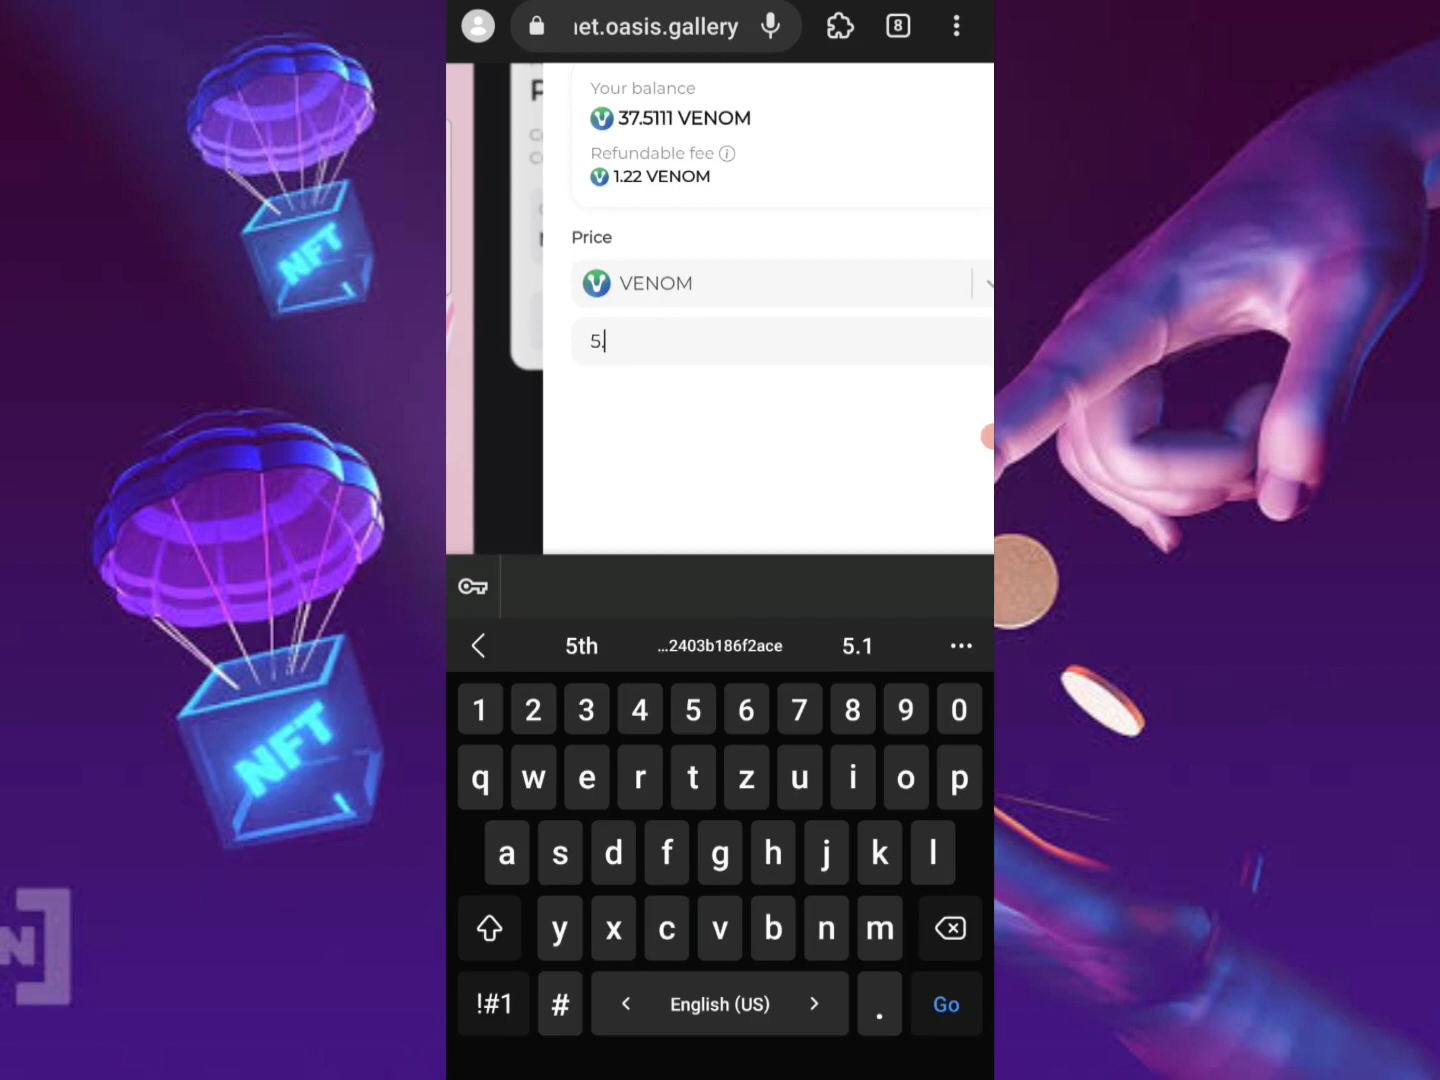 NFT
NFT
N
ıet.oasis.gallery
8
Your balance
37.5111 VENOM
Refundable fee
1.22 VENOM
Price
VENOM
5.
5th
...2403b186f2ace
5.1
1 2 3 4 5 6 7 8 9 0
q w e r t z u i o p
a s d f g h j k l
y x c v b n m
!#1 # < English (US) > . Go